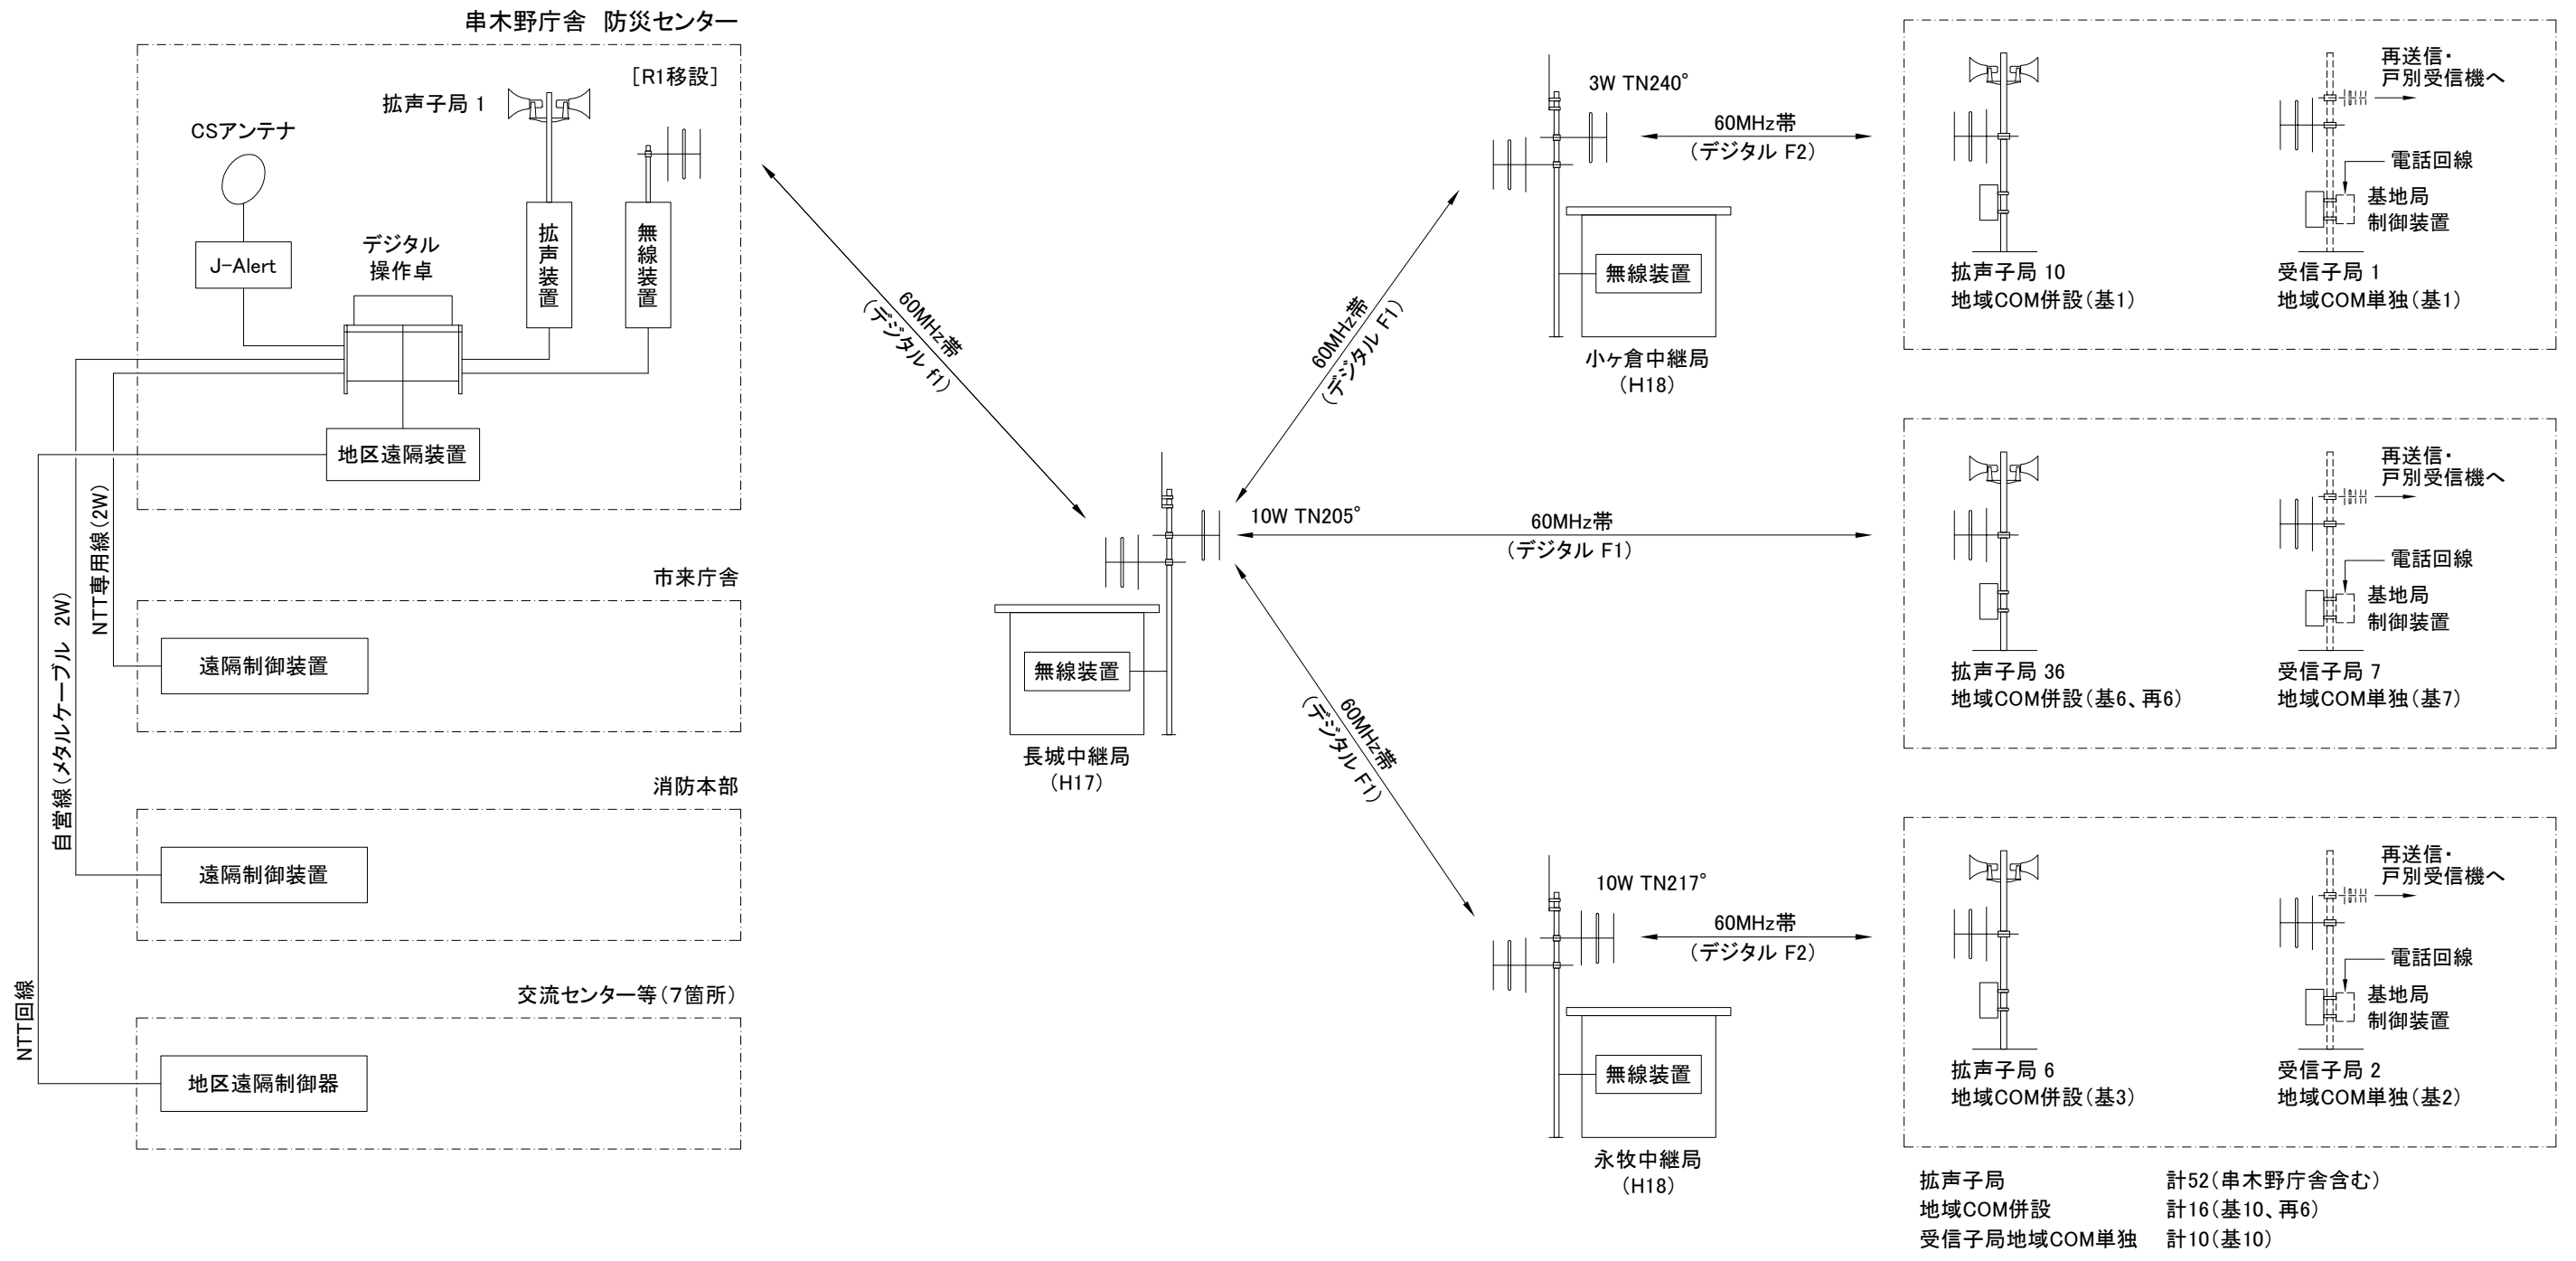 串木野庁舎　防災センター
［R1移設］
拡声子局 1
CSアンテナ
J-Alert
デジタル
操作卓
拡声装置
無線装置
地区遠隔装置
NTT専用線（2W）
自営線（メタルケーブル　2W）
NTT回線
市来庁舎
遠隔制御装置
消防本部
遠隔制御装置
交流センター等（７箇所）
地区遠隔制御器
60MHz帯
（デジタル f1）
長城中継局
（H17）
無線装置
10W TN205°
60MHz帯
（デジタル F1）
60MHz帯
（デジタル F1）
60MHz帯
（デジタル F1）
3W TN240°
無線装置
小ヶ倉中継局
（H18）
60MHz帯
（デジタル F2）
10W TN217°
無線装置
永牧中継局
（H18）
60MHz帯
（デジタル F2）
再送信・
戸別受信機へ
電話回線
基地局
制御装置
拡声子局 10
地域COM併設（基1）
受信子局 1
地域COM単独（基1）
再送信・
戸別受信機へ
電話回線
基地局
制御装置
拡声子局 36
地域COM併設（基6、再6）
受信子局 7
地域COM単独（基7）
再送信・
戸別受信機へ
電話回線
基地局
制御装置
拡声子局 6
地域COM併設（基3）
受信子局 2
地域COM単独（基2）
拡声子局　計52（串木野庁舎含む）
地域COM併設　計16（基10、再6）
受信子局地域COM単独　計10（基10）